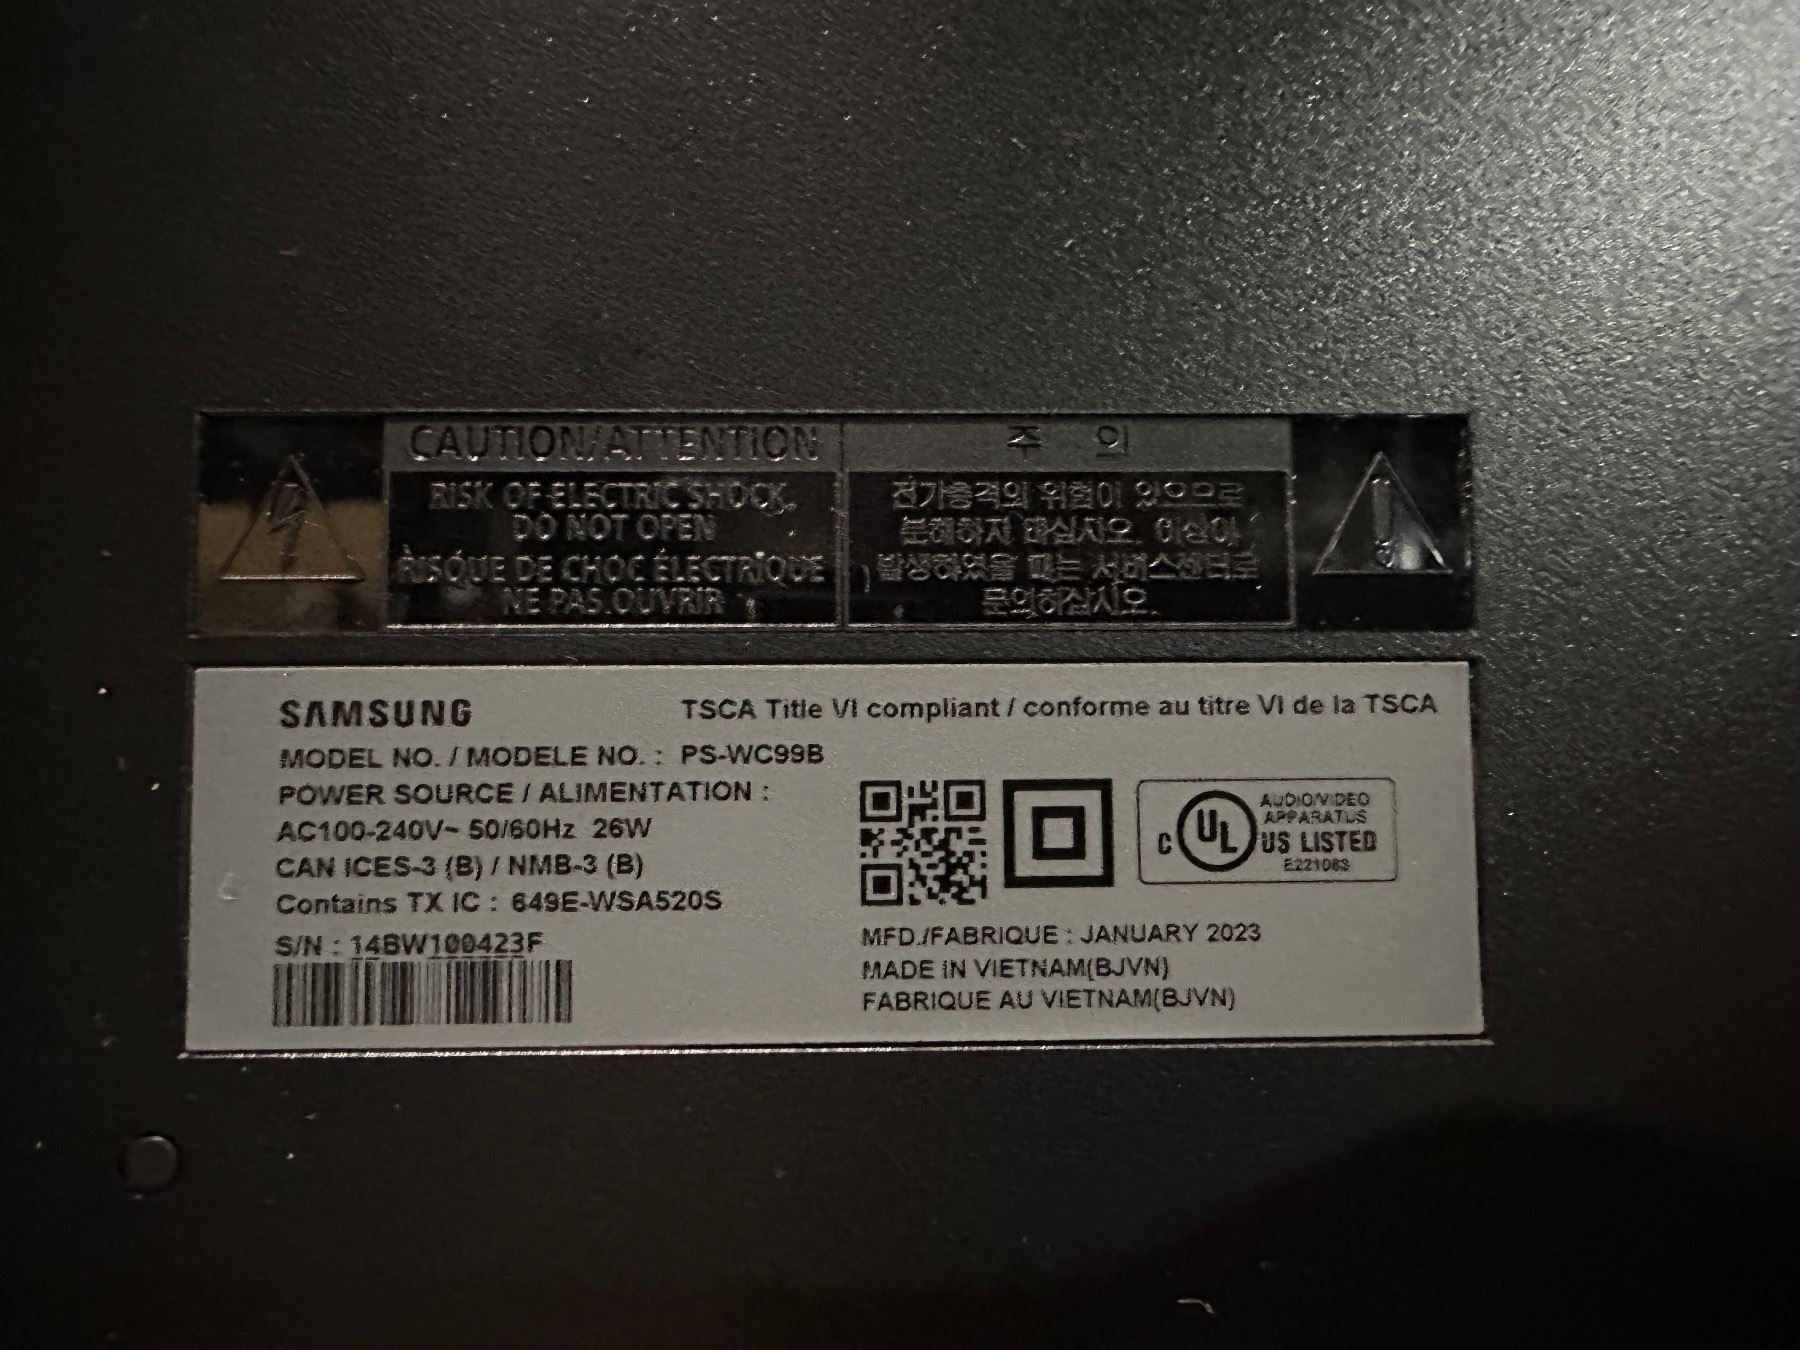 CAUTION/ATTENTION
RISK OF ELECTRIC SHOCK.
DO NOT OPEN
RISQUE DE CHOC ÉLECTRIQUE
NE PAS OUVRIR
주 의
전기충격의 위험이 있으므로
분해하지 마십시오. 이상이
발생하였을 때는 서비스센터로
문의하십시오.
SAMSUNG
TSCA Title VI compliant / conforme au titre VI de la TSCA
MODEL NO. / MODELE NO. : PS-WC99B
POWER SOURCE / ALIMENTATION :
AC100-240V~ 50/60Hz 26W
CAN ICES-3 (B) / NMB-3 (B)
Contains TX IC : 649E-WSA520S
S/N : 14BW100423F
C UL US LISTED
AUDIO/VIDEO
APPARATUS
E221083
MFD./FABRIQUE : JANUARY 2023
MADE IN VIETNAM(BJVN)
FABRIQUE AU VIETNAM(BJVN)